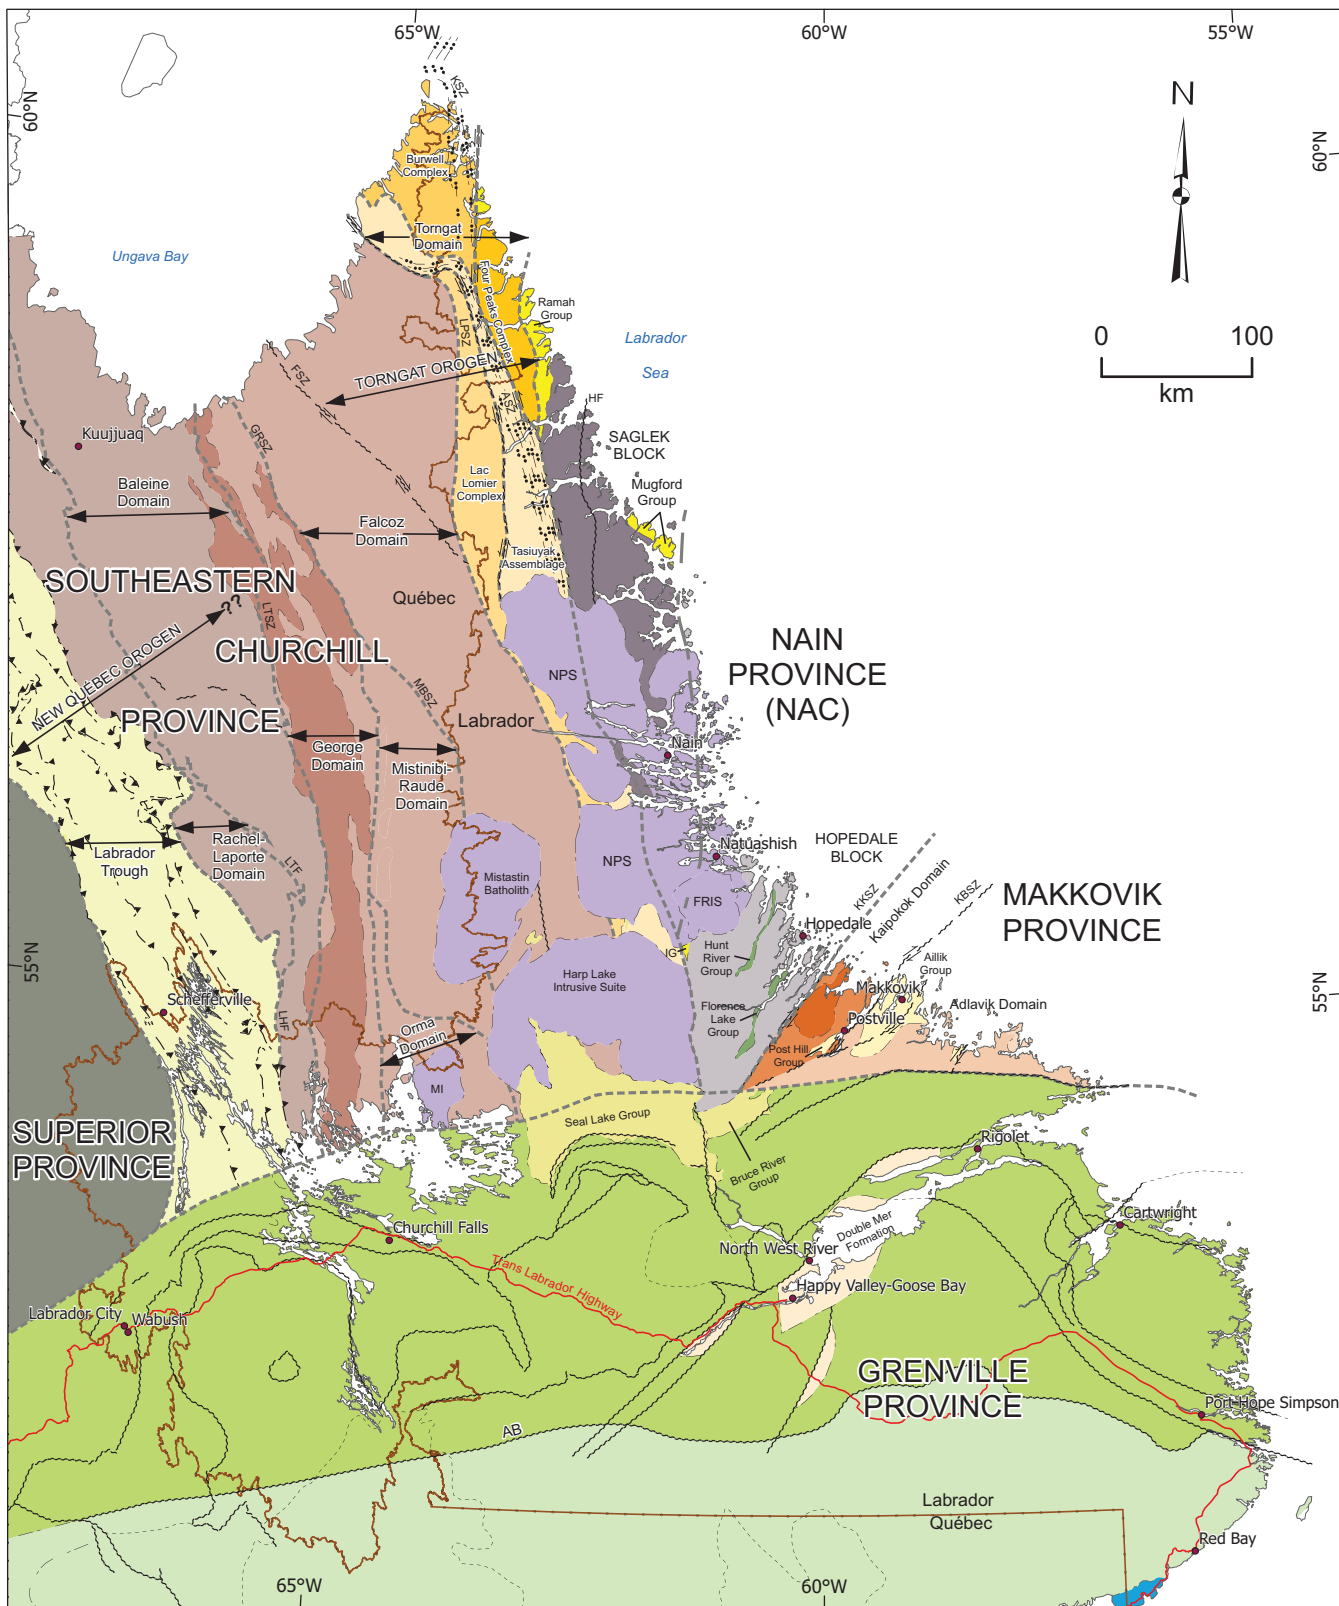 65°W
60°W
55°W
60°N
60°N
N
KSZ
Burwell
Complex
Torngat
Domain
Ungava Bay
Four Peaks Complex
Ramah
Group
Labrador
Sea
0
100
km
LPSZ
FSZ
TORNGAT OROGEN
ASZ
HF
GRSZ
Kuujjuaq
SAGLEK
BLOCK
Lac
Lomier
Complex
Mugford
Group
Baleine
Domain
Falcoz
Domain
Tasiuyak
Assemblage
SOUTHEASTERN
CHURCHILL
PROVINCE
??
LTSZ
Québec
NEW QUÉBEC OROGEN
NAIN
PROVINCE
(NAC)
NPS
MBSZ
Labrador
Nain
George
Domain
Mistinibi-
Raude
Domain
Rachel-
Laporte
Domain
Labrador
Trough
LTF
Natuashish
HOPEDALE
BLOCK
NPS
Mistastin
Batholith
FRIS
KKSZ
Kaipokok Domain
KBSZ
MAKKOVIK
PROVINCE
Hopedale
55°N
55°N
IG
Hunt
River
Group
Aillik
Group
Harp Lake
Intrusive Suite
Makkovik
Schefferville
Florence
Lake
Group
Adlavik Domain
LHF
Orma
Domain
Postville
Post Hill
Group
MI
Seal Lake Group
SUPERIOR
PROVINCE
Bruce River
Group
Rigolet
Cartwright
Churchill Falls
Double Mer
Formation
North West River
Trans Labrador Highway
Happy Valley-Goose Bay
Labrador City
Wabush
GRENVILLE
PROVINCE
Port Hope Simpson
AB
Labrador
Québec
Red Bay
65°W
60°W